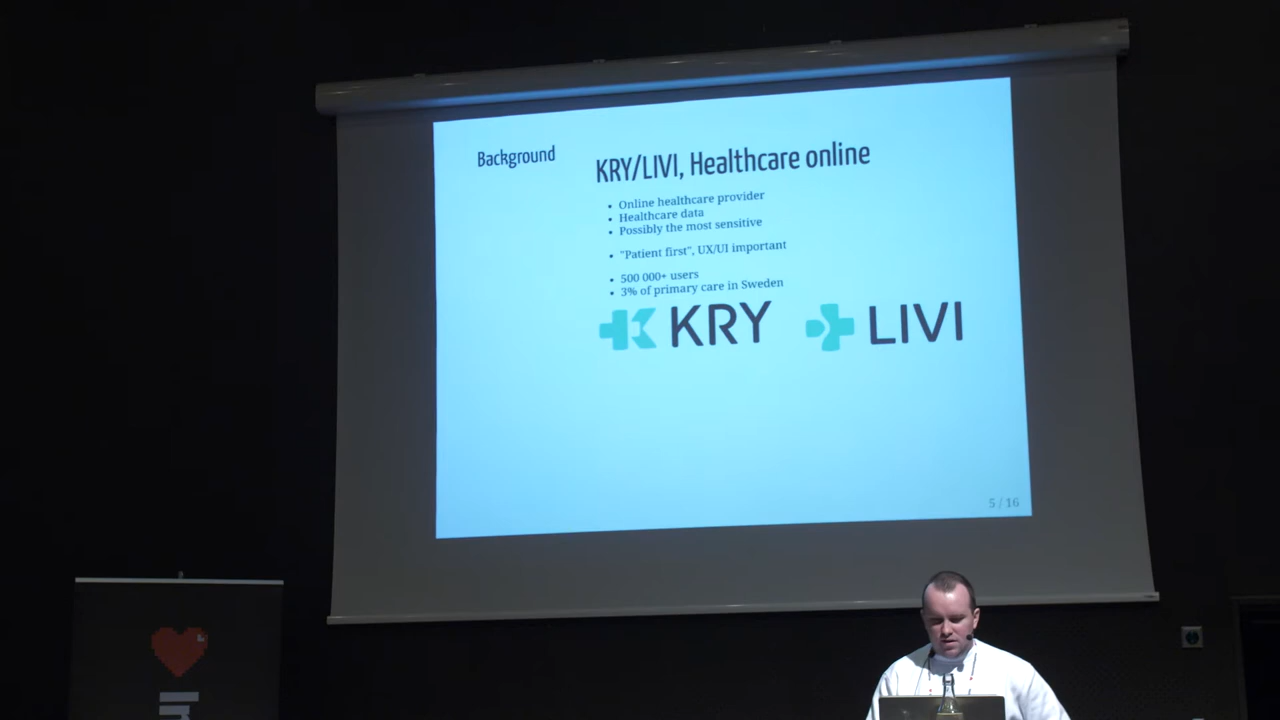 Background
KRY/LIVI, Healthcare online
• Online healthcare provider
• Healthcare data
• Possibly the most sensitive
• "Patient first", UX/UI important
• 500 000+ users
• 3% of primary care in Sweden
KRY
LIVI
5 / 16